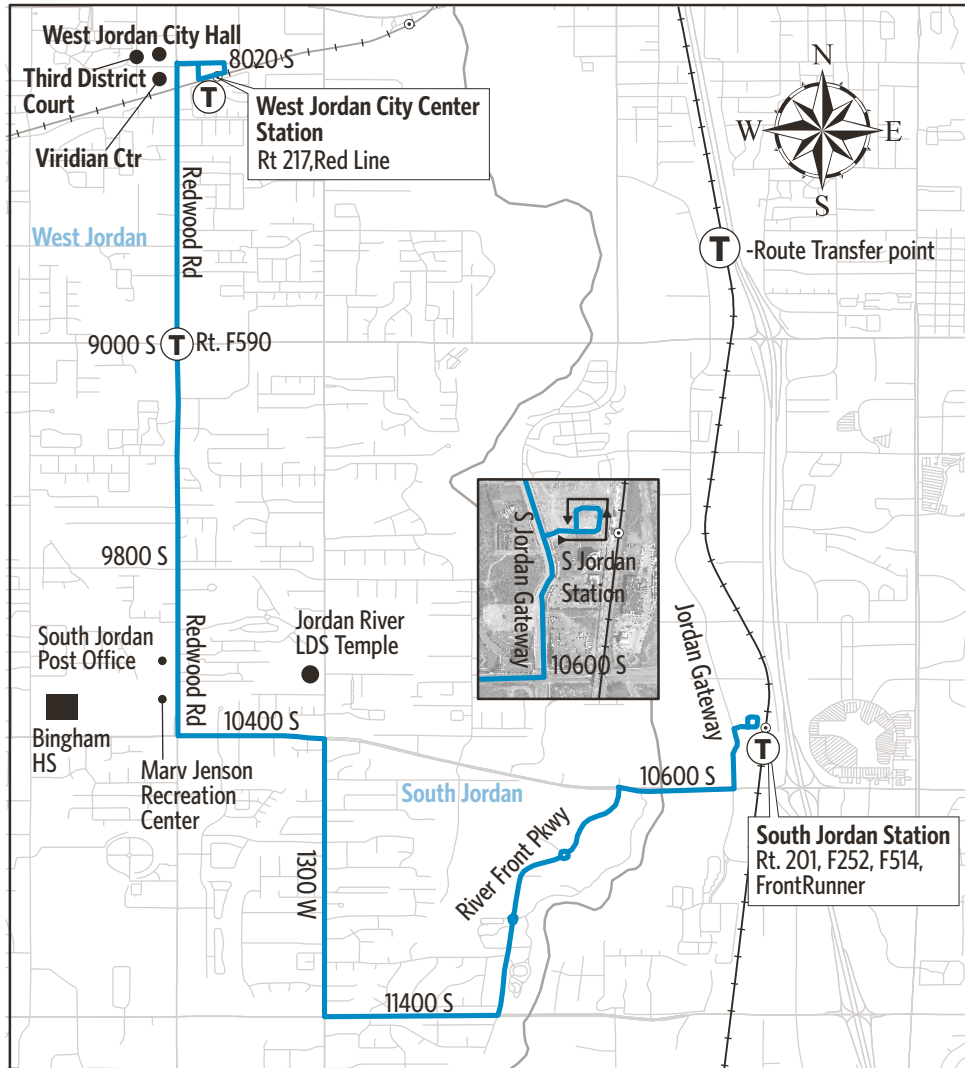 West Jordan City Hall
8020 S
Third District
Court
Viridian Ctr
T
West Jordan City Center
Station
Rt 217,Red Line
N
W
E
S
Redwood Rd
West Jordan
T
-Route Transfer point
9000 S
T
Rt. F590
9800 S
S Jordan Gateway
S Jordan
Station
10600 S
South Jordan
Post Office
Redwood Rd
Jordan River
LDS Temple
Jordan Gateway
Bingham
HS
10400 S
Marv Jenson
Recreation
Center
T
10600 S
South Jordan
South Jordan Station
Rt. 201, F252, F514,
FrontRunner
River Front Pkwy
1300 W
11400 S